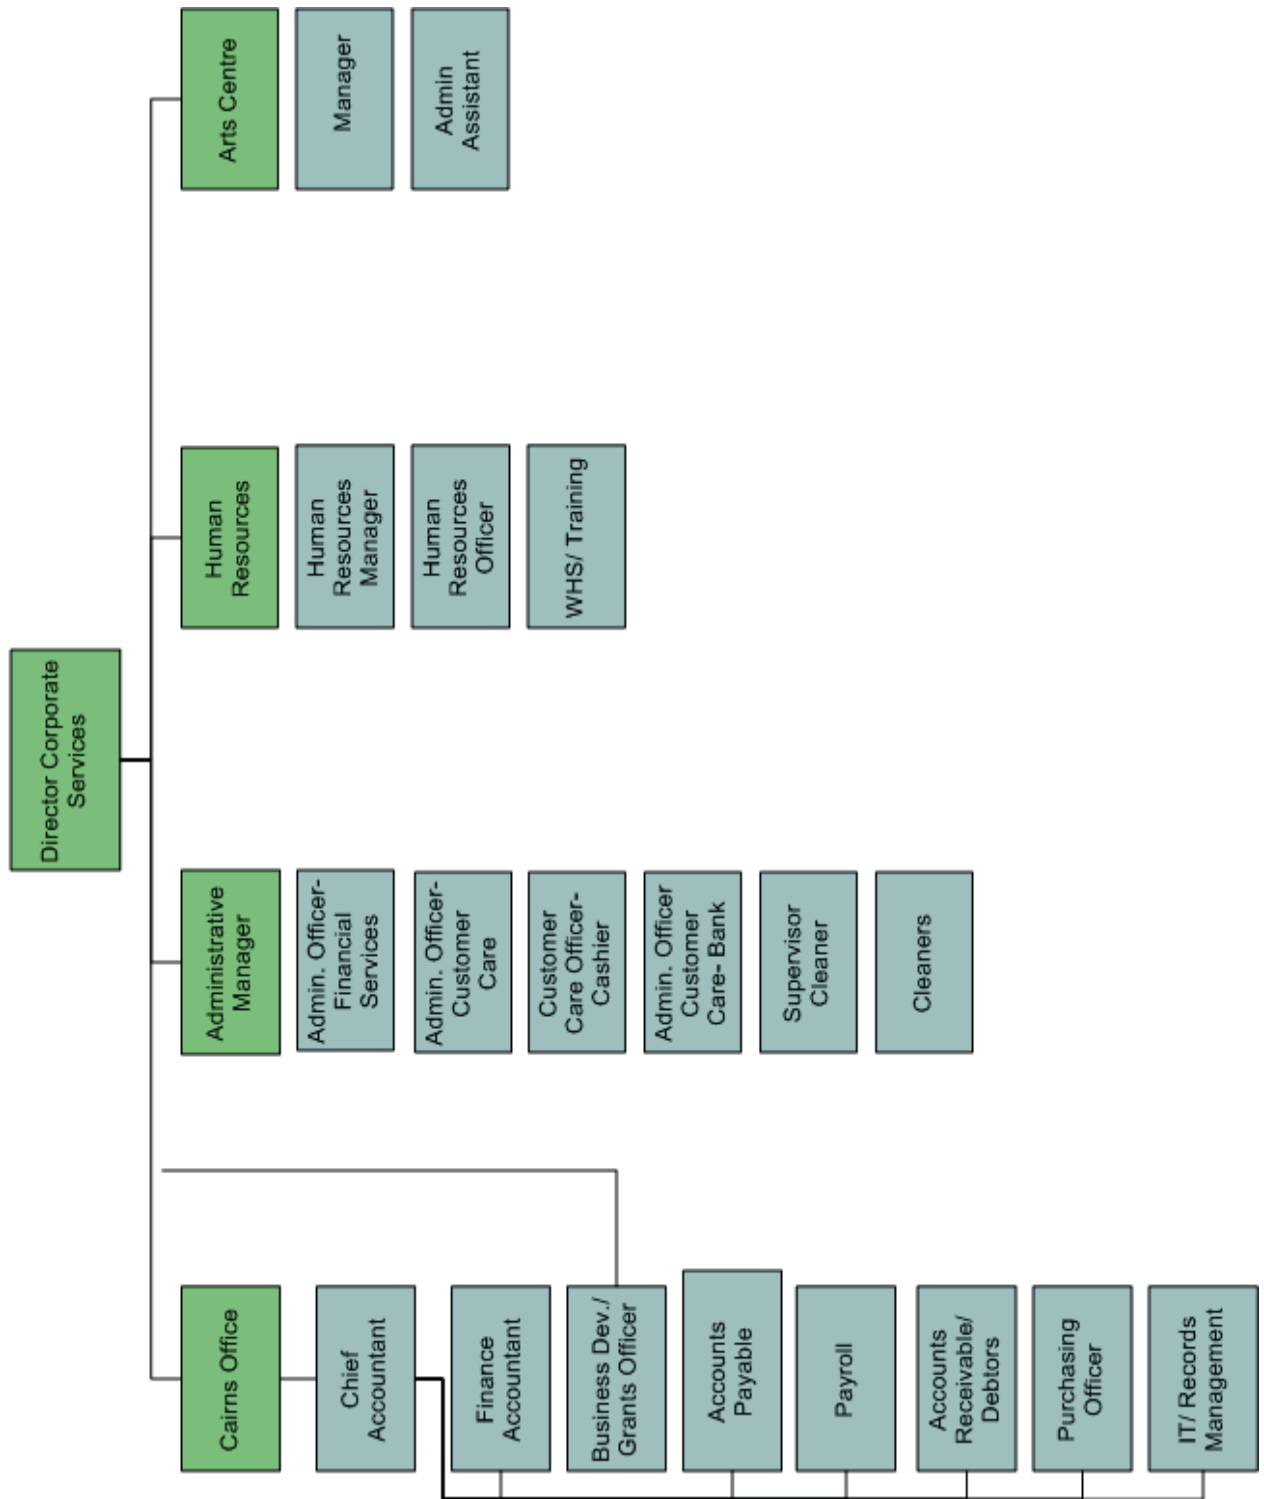 Director Corporate
Services
Cairns Office
Chief
Accountant
Finance
Accountant
Business Dev./
Grants Officer
Accounts
Payable
Payroll
Accounts
Receivable/
Debtors
Purchasing
Officer
IT/ Records
Management
Administrative
Manager
Admin. Officer-
Financial
Services
Admin. Officer-
Customer
Care
Customer
Care Officer-
Cashier
Admin. Officer
Customer
Care- Bank
Supervisor
Cleaner
Cleaners
Human
Resources
Human
Resources
Manager
Human
Resources
Officer
WHS/ Training
Arts Centre
Manager
Admin
Assistant